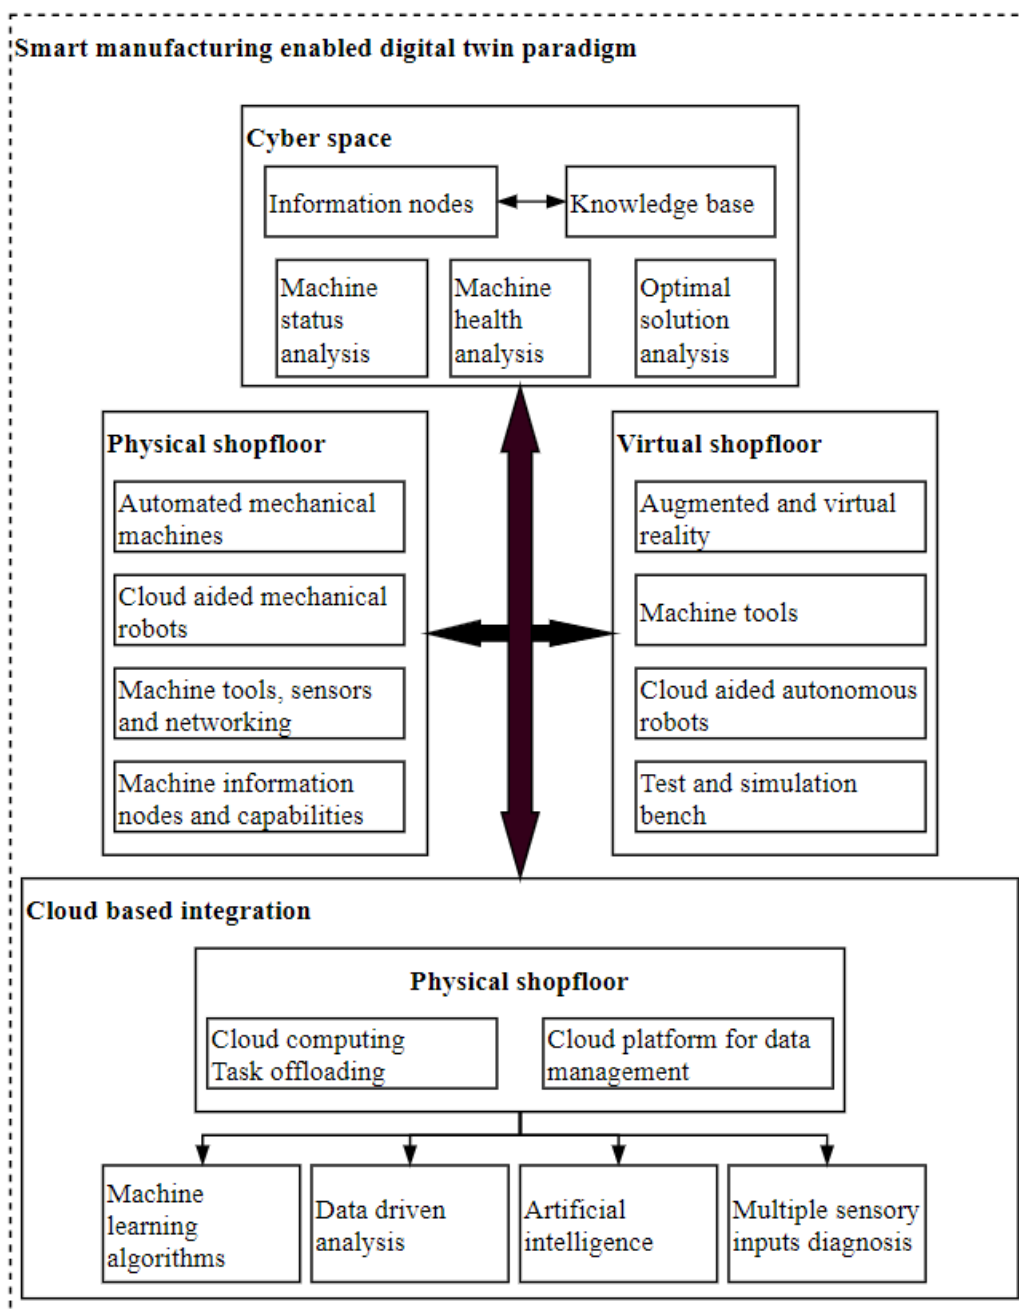 Smart manufacturing enabled digital twin paradigm
Cyber space
Information nodes
Knowledge base
Machine
status
analysis
Machine
health
analysis
Optimal
solution
analysis
Physical shopfloor
Automated mechanical
machines
Cloud aided mechanical
robots
Machine tools, sensors
and networking
Machine information
nodes and capabilities
Virtual shopfloor
Augmented and virtual
reality
Machine tools
Cloud aided autonomous
robots
Test and simulation
bench
Cloud based integration
Physical shopfloor
Cloud computing
Task offloading
Cloud platform for data
management
Machine
learning
algorithms
Data driven
analysis
Artificial
intelligence
Multiple sensory
inputs diagnosis